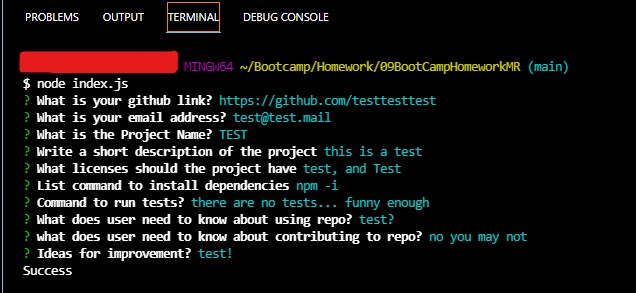 PROBLEMS OUTPUT TERMINAL DEBUG CONSOLE
MINGW64 ~/Bootcamp/Homework/09BootCampHomeworkMR (main)
$ node index.js
? What is your github link? https://github.com/testtesttest
? What is your email address? test@test.mail
? What is the Project Name? TEST
? Write a short description of the project this is a test
? What licenses should the project have test, and Test
? List command to install dependencies npm -i
? Command to run tests? there are no tests... funny enough
? What does user need to know about using repo? test?
? what does user need to know about contributing to repo? no you may not
? Ideas for improvement? test!
Success